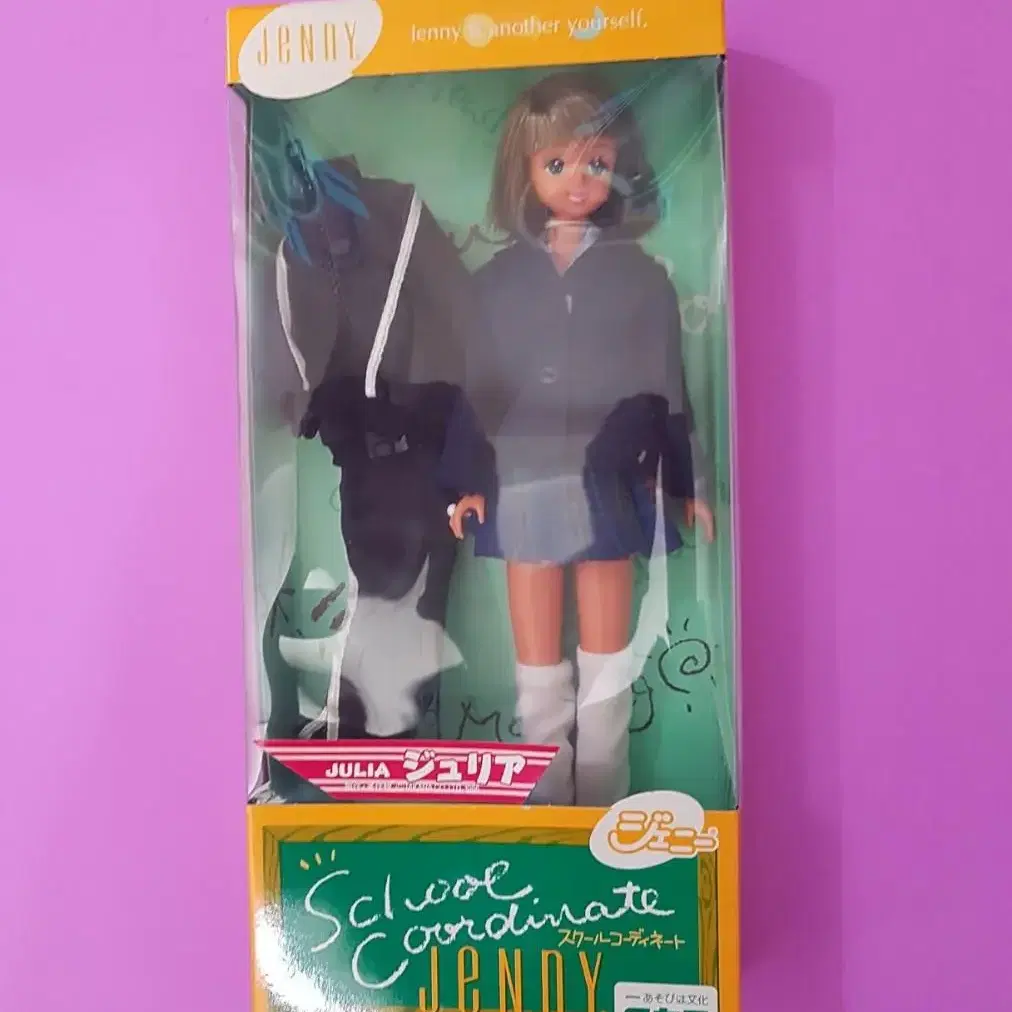 JENNY.
Jenny is another yourself.
JULIA ジュリア
ジェニー
School
Coordinate
スクールコーディネート
JENNY.
あそびは文化